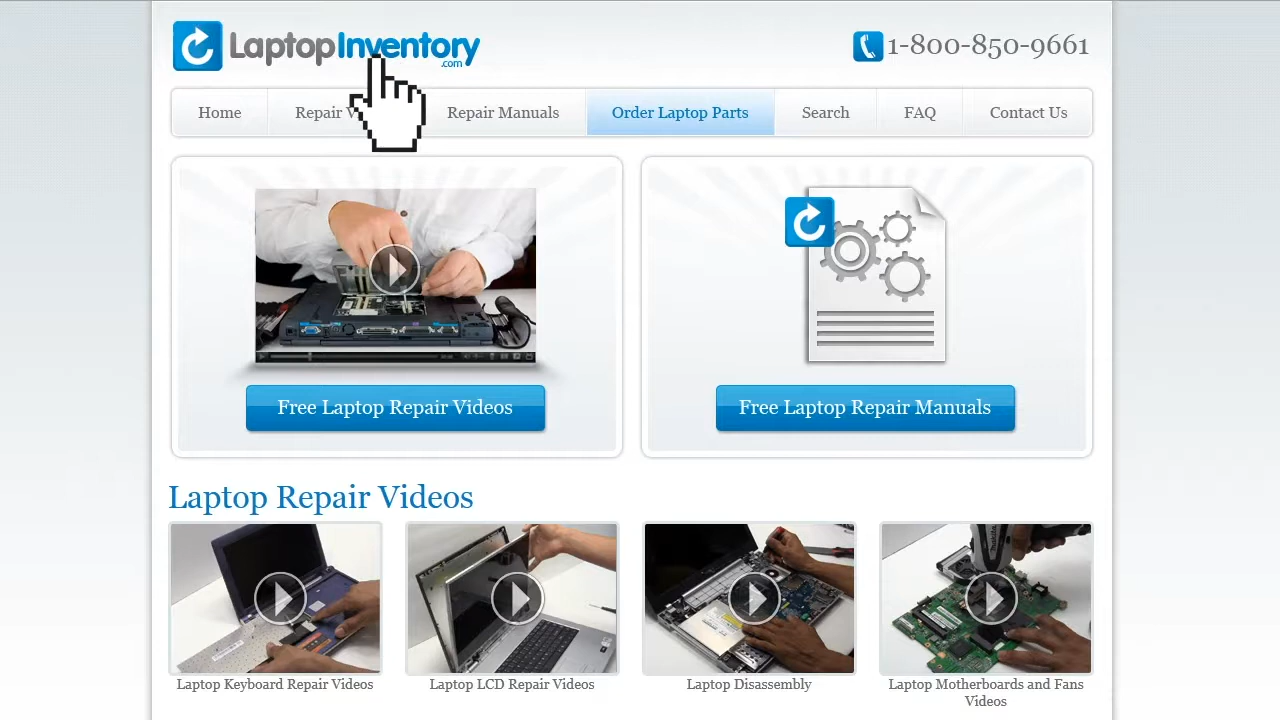 LaptopInventory
.com
1-800-850-9661
Home
Repair V
Repair Manuals
Order Laptop Parts
Search
FAQ
Contact Us
Free Laptop Repair Videos
Free Laptop Repair Manuals
Laptop Repair Videos
Laptop Keyboard Repair Videos
Laptop LCD Repair Videos
Laptop Disassembly
Laptop Motherboards and Fans
Videos